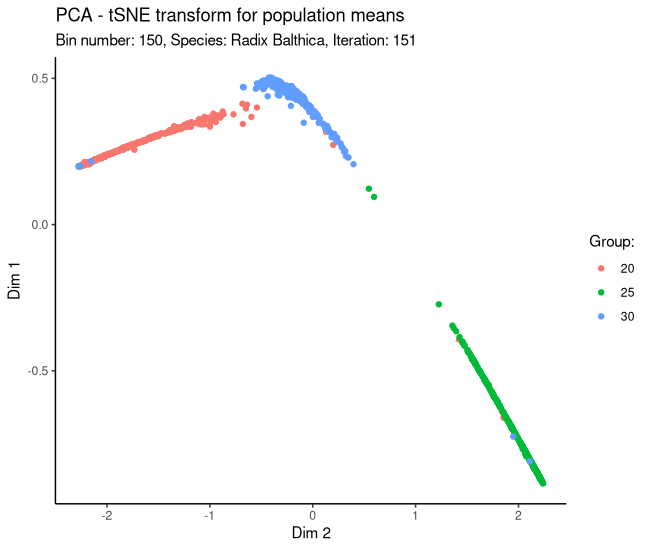 PCA - tSNE transform for population means
Bin number: 150, Species: Radix Balthica, Iteration: 151
0.5
0.0
-0.5
Dim 1
-2 -1 0 1 2
Dim 2
Group:
20
25
30